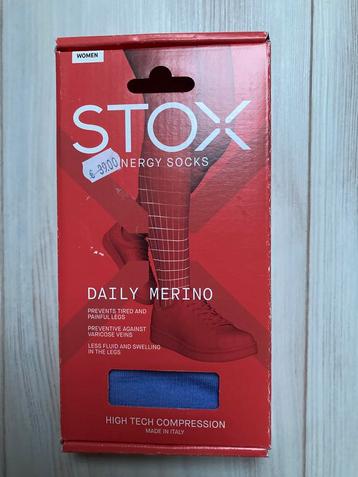 WOMEN
STOX
NERGY SOCKS
€ 39.00
DAILY MERINO
PREVENTS TIRED AND
PAINFUL LEGS
PREVENTIVE AGAINST
VARICOSE VEINS
LESS FLUID AND SWELLING
IN THE LEGS
HIGH TECH COMPRESSION
MADE IN ITALY